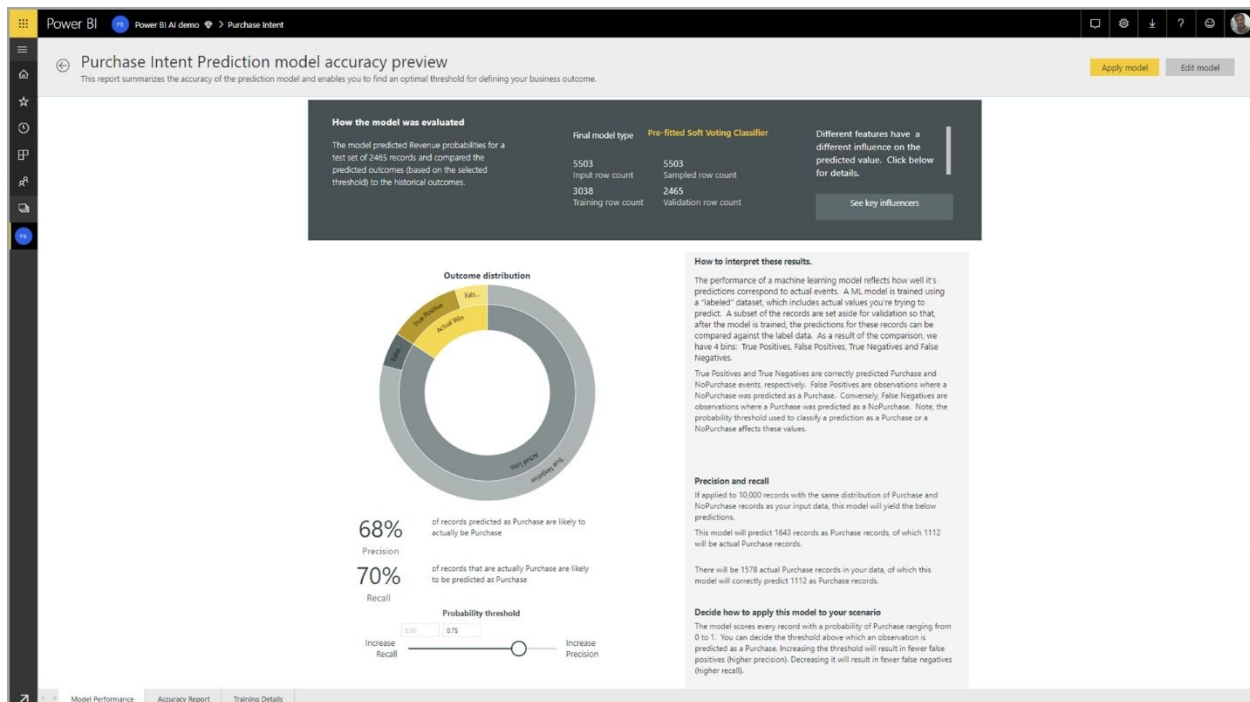 Power BI
PB
Power BI AI demo > Purchase Intent
?
Purchase Intent Prediction model accuracy preview
This report summarizes the accuracy of the prediction model and enables you to find an optimal threshold for defining your business outcome.
Apply model
Edit model
How the model was evaluated
The model predicted Revenue probabilities for a
test set of 2465 records and compared the
predicted outcomes (based on the selected
threshold) to the historical outcomes.
Final model type
Pre-fitted Soft Voting Classifier
5503
Input row count
5503
Sampled row count
3038
Training row count
2465
Validation row count
Different features have a
different influence on the
predicted value. Click below
for details.
See key influencers
PB
Outcome distribution
Fals...
True Positive
Actual Win
False...
Actual Loss
True Negative
68%
Precision
of records predicted as Purchase are likely to
actually be Purchase
70%
Recall
of records that are actually Purchase are likely
to be predicted as Purchase
Probability threshold
0.00
0.75
Increase
Recall
Increase
Precision
How to interpret these results.
The performance of a machine learning model reflects how well it's
predictions correspond to actual events. A ML model is trained using
a "labeled" dataset, which includes actual values you're trying to
predict. A subset of the records are set aside for validation so that,
after the model is trained, the predictions for these records can be
compared against the label data. As a result of the comparison, we
have 4 bins: True Positives, False Positives, True Negatives and False
Negatives.
True Positives and True Negatives are correctly predicted Purchase and
NoPurchase events, respectively. False Positives are observations where a
NoPurchase was predicted as a Purchase. Conversely, False Negatives are
observations where a Purchase was predicted as a NoPurchase. Note, the
probability threshold used to classify a prediction as a Purchase or a
NoPurchase affects these values.
Precision and recall
If applied to 10,000 records with the same distribution of Purchase and
NoPurchase records as your input data, this model will yield the below
predictions.
This model will predict 1643 records as Purchase records, of which 1112
will be actual Purchase records.
There will be 1578 actual Purchase records in your data, of which this
model will correctly predict 1112 as Purchase records.
Decide how to apply this model to your scenario
The model scores every record with a probability of Purchase ranging from
0 to 1. You can decide the threshold above which an observation is
predicted as a Purchase. Increasing the threshold will result in fewer false
positives (higher precision). Decreasing it will result in fewer false negatives
(higher recall).
Model Performance
Accuracy Report
Training Details